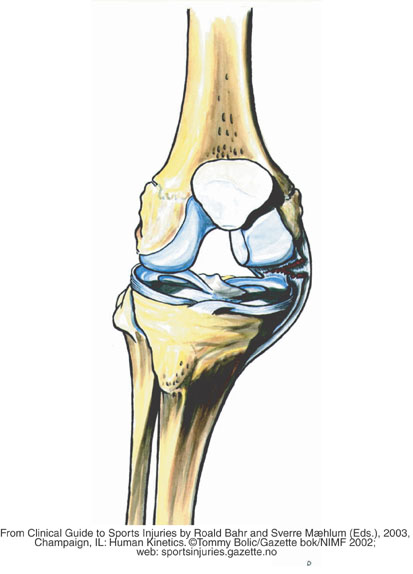 From Clinical Guide to Sports Injuries by Roald Bahr and Sverre Mæhlum (Eds.), 2003,
Champaign, IL: Human Kinetics. ©Tommy Bolic/Gazette bok/NIMF 2002;
web: sportsinjuries.gazette.no
D